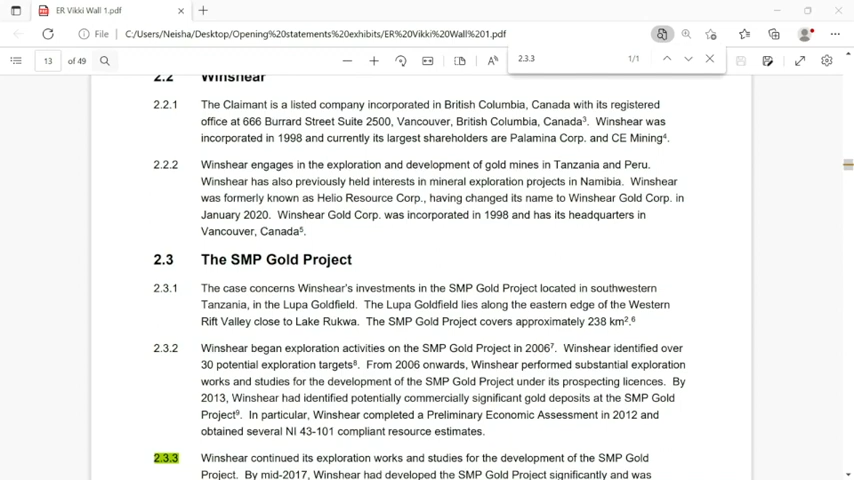 ER Vikki Wall 1.pdf
File C:/Users/Neisha/Desktop/Opening%20statements%20exhibits/ER%20Vikki%20Wall%201.pdf
13 of 49
2.3.3 1/1
2.2 Winshear
2.2.1 The Claimant is a listed company incorporated in British Columbia, Canada with its registered
office at 666 Burrard Street Suite 2500, Vancouver, British Columbia, Canada³. Winshear was
incorporated in 1998 and currently its largest shareholders are Palamina Corp. and CE Mining⁴.
2.2.2 Winshear engages in the exploration and development of gold mines in Tanzania and Peru.
Winshear has also previously held interests in mineral exploration projects in Namibia. Winshear
was formerly known as Helio Resource Corp., having changed its name to Winshear Gold Corp. in
January 2020. Winshear Gold Corp. was incorporated in 1998 and has its headquarters in
Vancouver, Canada⁵.
2.3 The SMP Gold Project
2.3.1 The case concerns Winshear's investments in the SMP Gold Project located in southwestern
Tanzania, in the Lupa Goldfield. The Lupa Goldfield lies along the eastern edge of the Western
Rift Valley close to Lake Rukwa. The SMP Gold Project covers approximately 238 km².⁶
2.3.2 Winshear began exploration activities on the SMP Gold Project in 2006⁷. Winshear identified over
30 potential exploration targets⁸. From 2006 onwards, Winshear performed substantial exploration
works and studies for the development of the SMP Gold Project under its prospecting licences. By
2013, Winshear had identified potentially commercially significant gold deposits at the SMP Gold
Project⁹. In particular, Winshear completed a Preliminary Economic Assessment in 2012 and
obtained several NI 43-101 compliant resource estimates.
2.3.3 Winshear continued its exploration works and studies for the development of the SMP Gold
Project. By mid-2017, Winshear had developed the SMP Gold Project significantly and was